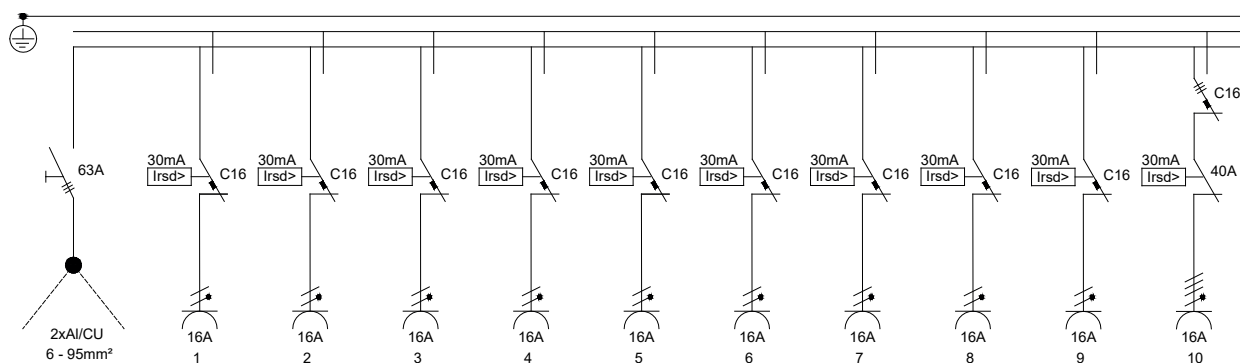 C16
30mA 30mA 30mA 30mA 30mA 30mA 30mA 30mA 30mA 30mA
63A Irsd> C16 Irsd> C16 Irsd> C16 Irsd> C16 Irsd> C16 Irsd> C16 Irsd> C16 Irsd> C16 Irsd> C16 Irsd> 40A
2xAl/CU 16A 16A 16A 16A 16A 16A 16A 16A 16A 16A
6 - 95mm² 1 2 3 4 5 6 7 8 9 10